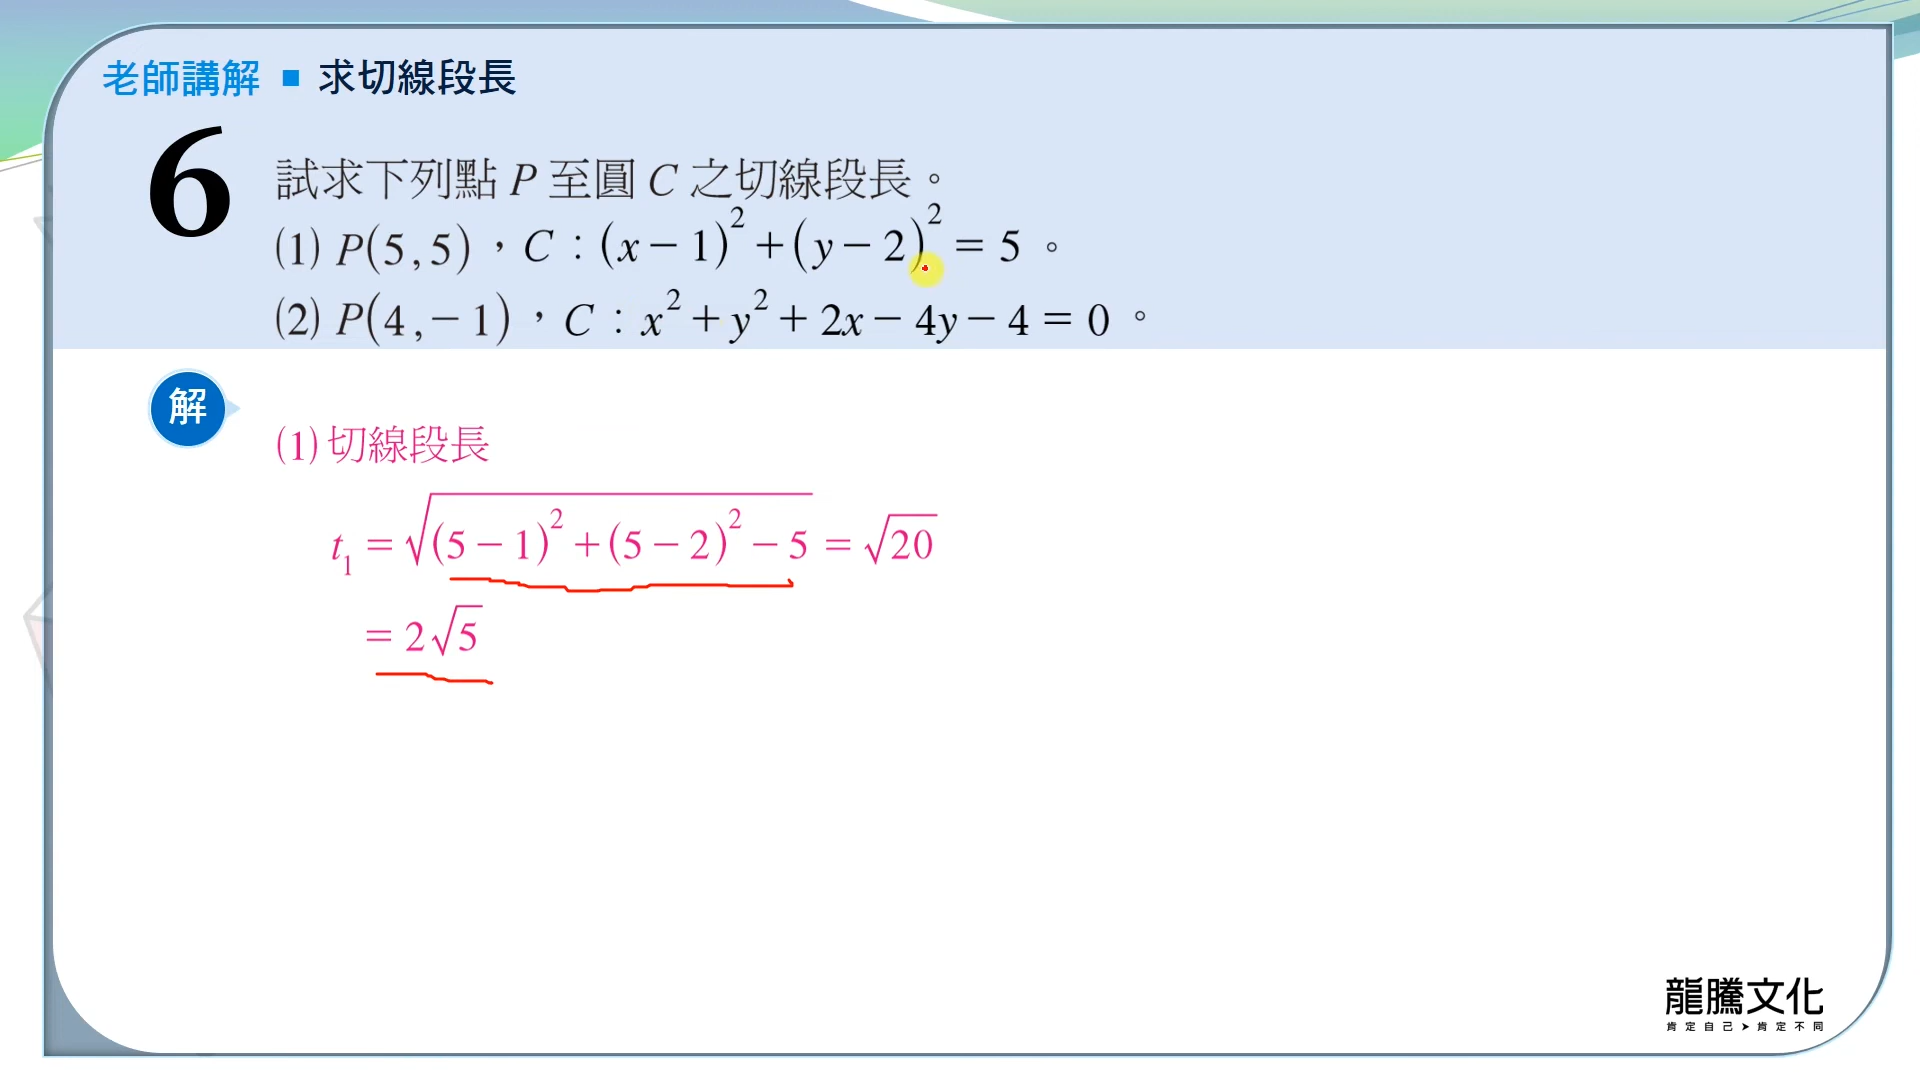 老師講解 ■ 求切線段長
6 試求下列點 P 至圓 C 之切線段長。
(1) P(5,5),C:(x－1)²＋(y－2)²＝5。
(2) P(4,－1),C:x²＋y²＋2x－4y－4＝0。
解
(1) 切線段長
t₁＝√((5－1)²＋(5－2)²－5)＝√20
＝2√5
龍騰文化
肯定自己➤肯定不同